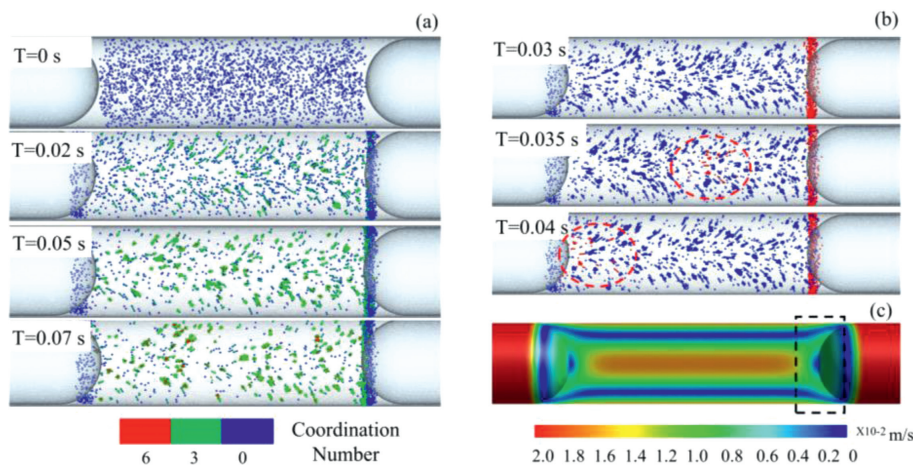 (a)
T=0 s
T=0.02 s
T=0.05 s
T=0.07 s
6 3 0
Coordination
Number
(b)
T=0.03 s
T=0.035 s
T=0.04 s
(c)
X10-2 m/s
2.0 1.8 1.6 1.4 1.2 1.0 0.8 0.6 0.4 0.2 0